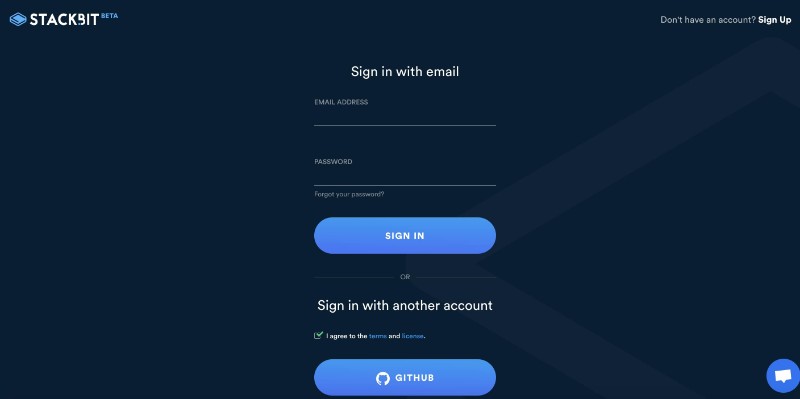 STACKBIT BETA
Don't have an account? Sign Up
Sign in with email
EMAIL ADDRESS
PASSWORD
Forgot your password?
SIGN IN
OR
Sign in with another account
I agree to the terms and license.
GITHUB